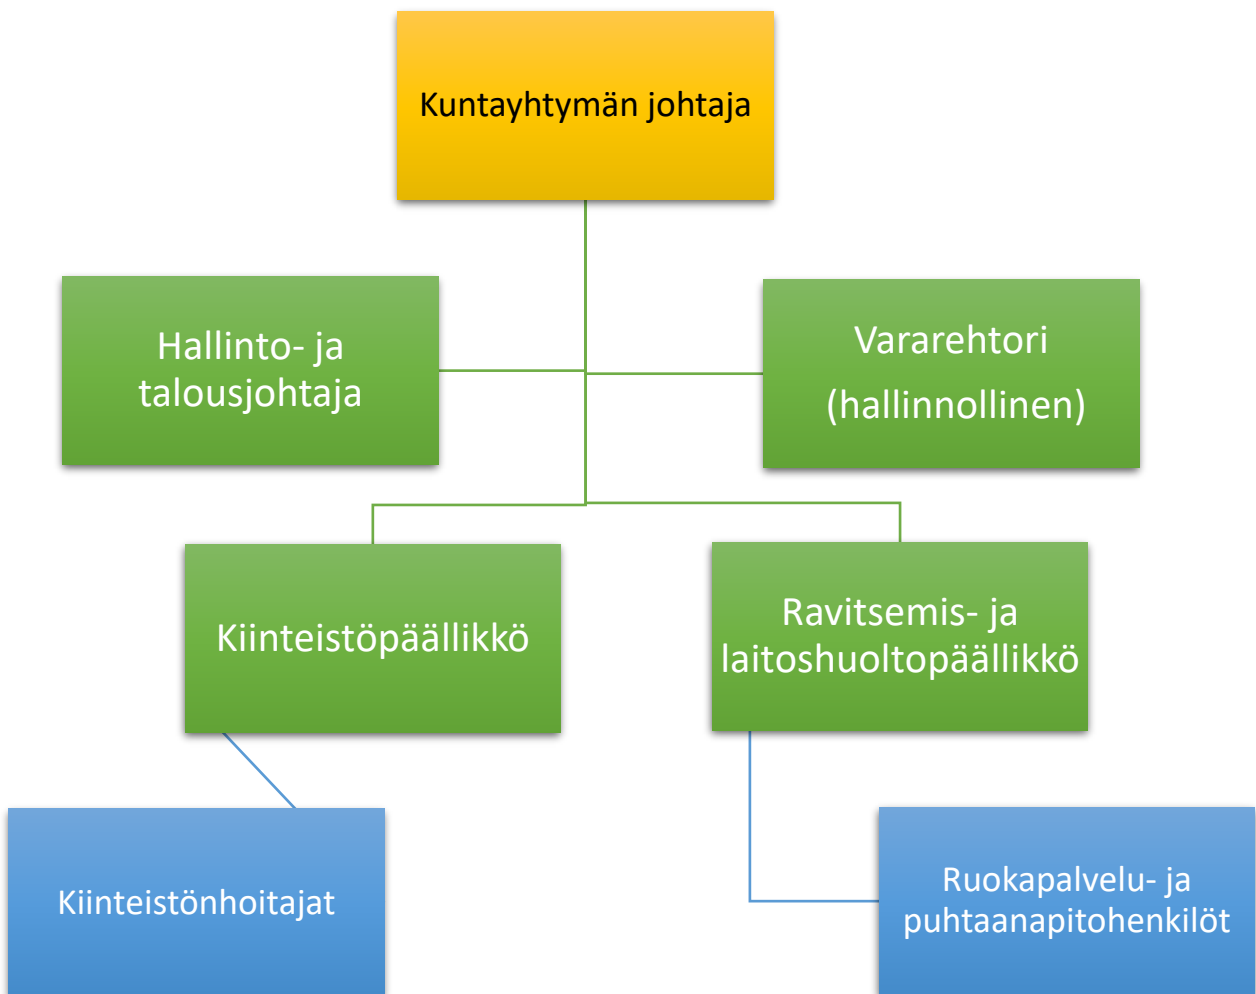 Kuntayhtymän johtaja
Hallinto- ja
talousjohtaja
Vararehtori
(hallinnollinen)
Kiinteistöpäällikkö
Ravitsemis- ja
laitoshuoltopäällikkö
Kiinteistönhoitajat
Ruokapalvelu- ja
puhtaanapitohenkilöt